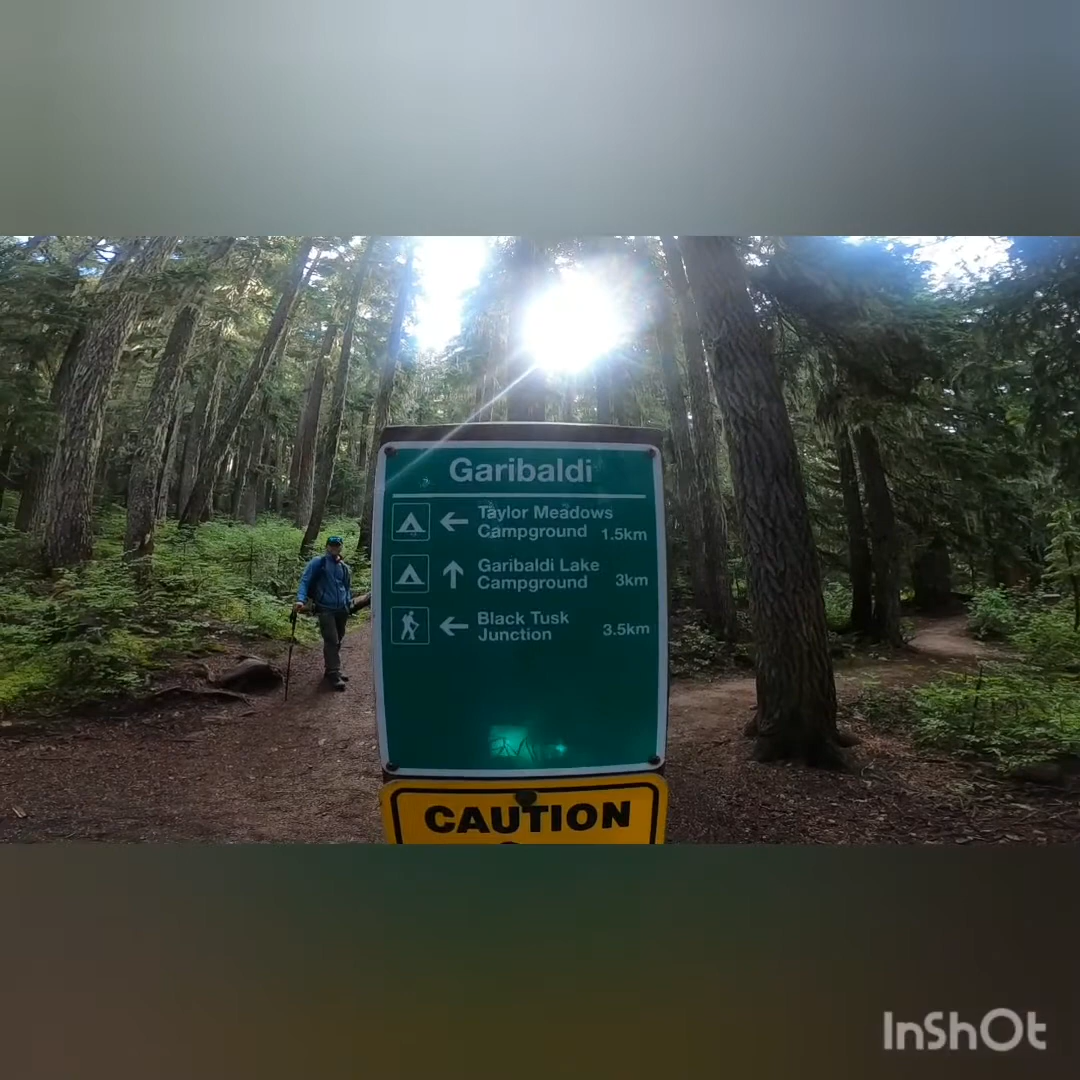 Garibaldi
Taylor Meadows
Campground 1.5km
Garibaldi Lake
Campground 3km
Black Tusk
Junction 3.5km
CAUTION
InShOt